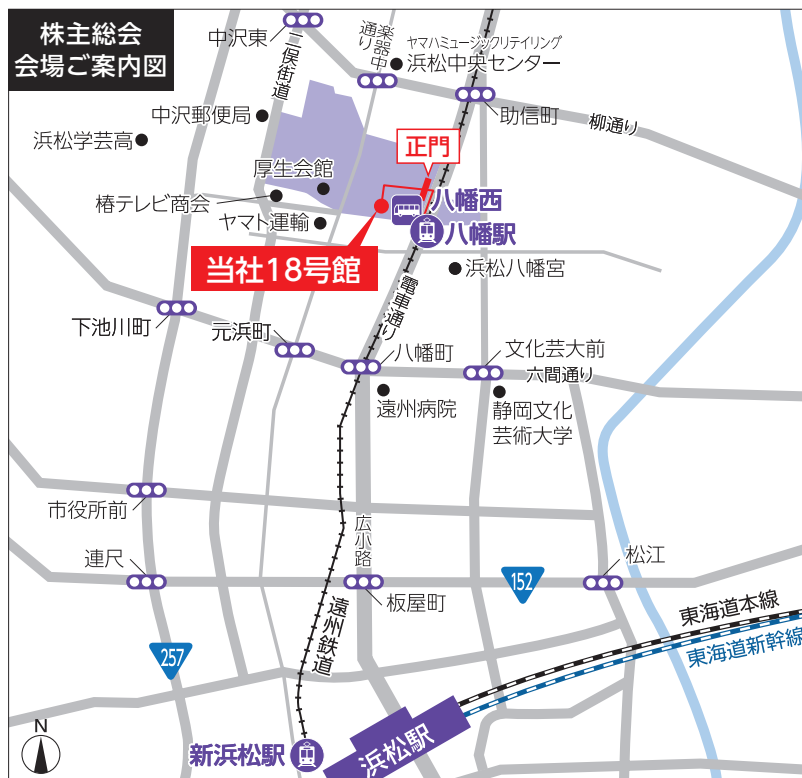 株主総会
会場ご案内図
中沢東
二俣街道
楽器中
通り
ヤマハミュージックリテイリング
浜松中央センター
助信町
柳通り
中沢郵便局
浜松学芸高
正門
厚生会館
椿テレビ商会
ヤマト運輸
八幡西
八幡駅
当社18号館
浜松八幡宮
電車通り
下池川町
元浜町
八幡町
文化芸大前
六間通り
遠州病院
静岡文化
芸術大学
市役所前
広小路
連尺
板屋町
152
松江
遠州鉄道
257
東海道本線
東海道新幹線
N
新浜松駅
浜松駅